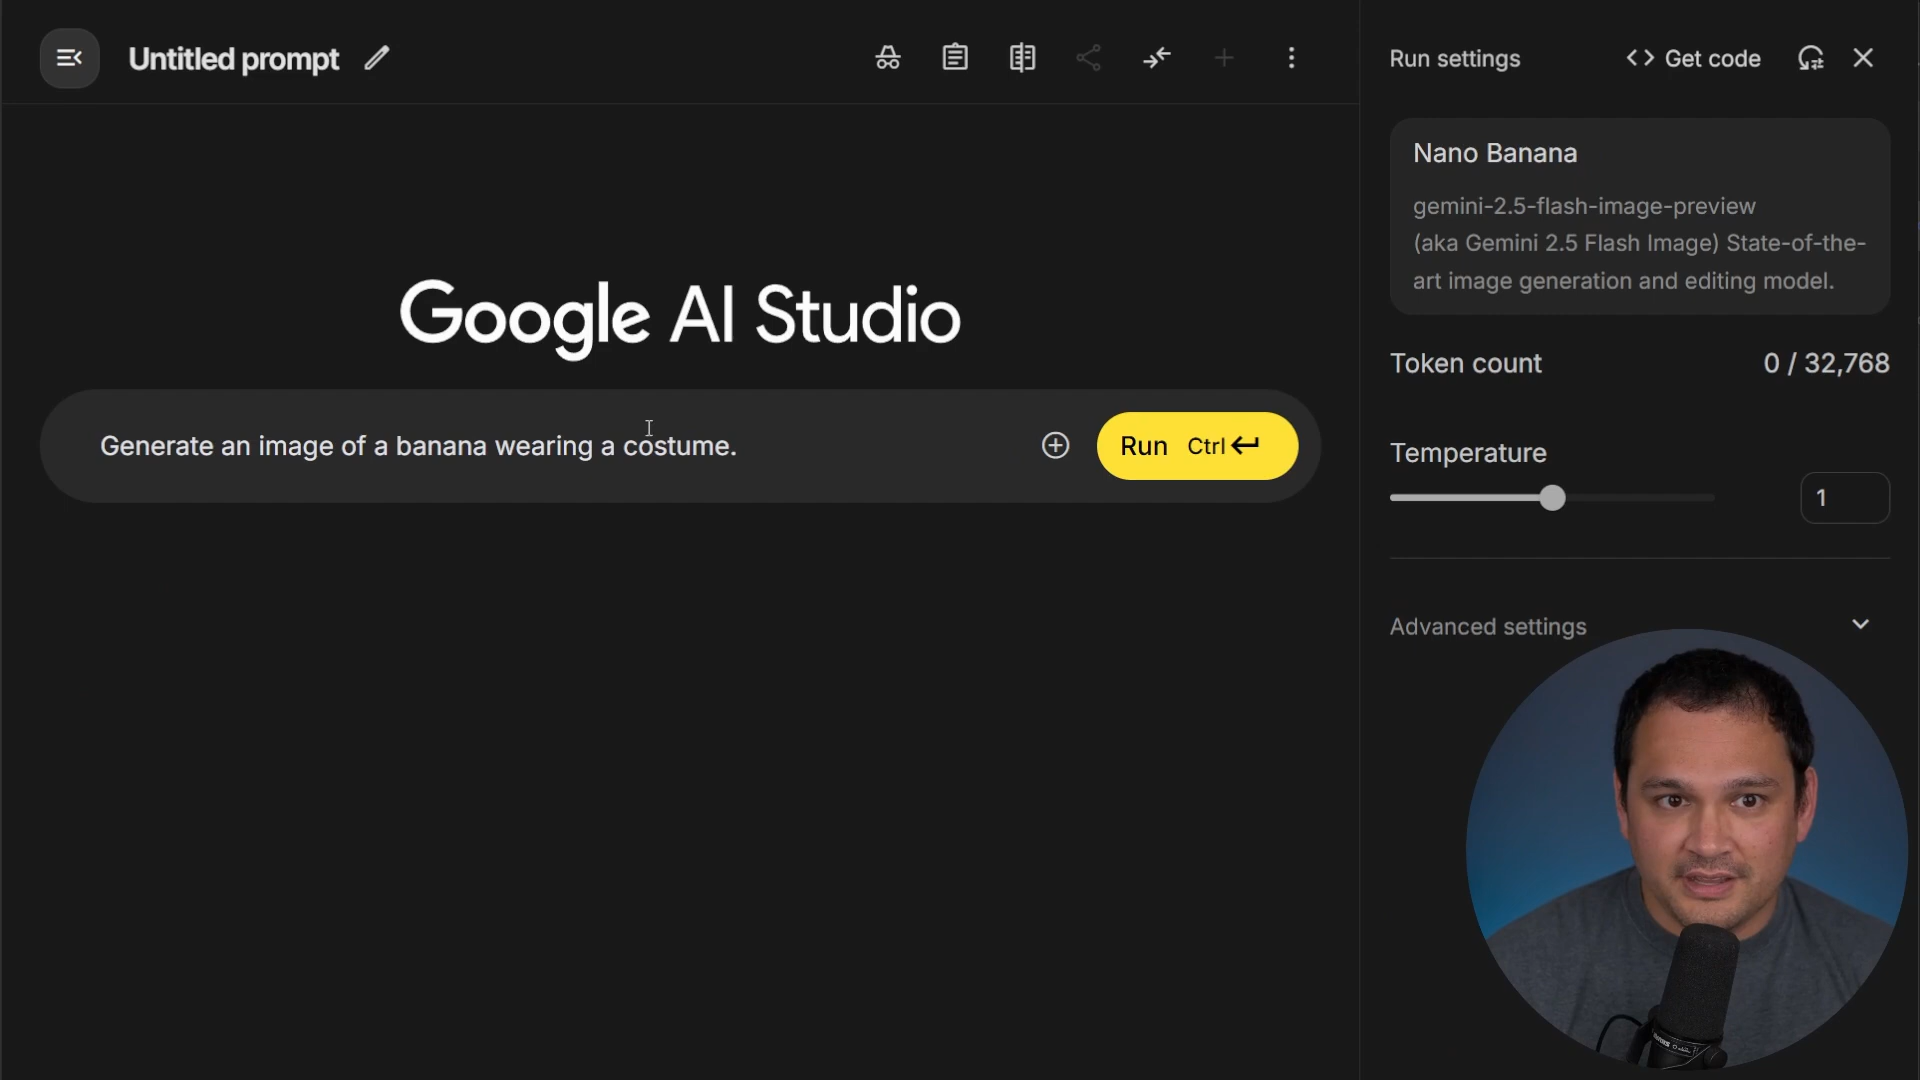 Untitled prompt
Run settings
Get code
Nano Banana
gemini-2.5-flash-image-preview
(aka Gemini 2.5 Flash Image) State-of-the-
art image generation and editing model.
Token count
0 / 32,768
Temperature
1
Advanced settings
Google AI Studio
Generate an image of a banana wearing a costume.
Run Ctrl